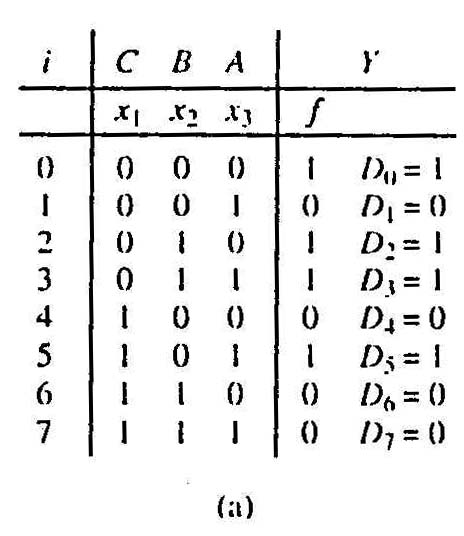 i C B A Y
x₁ x₂ x₃ f
0 0 0 0 1 D₀ = 1
1 0 0 1 0 D₁ = 0
2 0 1 0 1 D₂ = 1
3 0 1 1 1 D₃ = 1
4 1 0 0 0 D₄ = 0
5 1 0 1 1 D₅ = 1
6 1 1 0 0 D₆ = 0
7 1 1 1 0 D₇ = 0
(a)